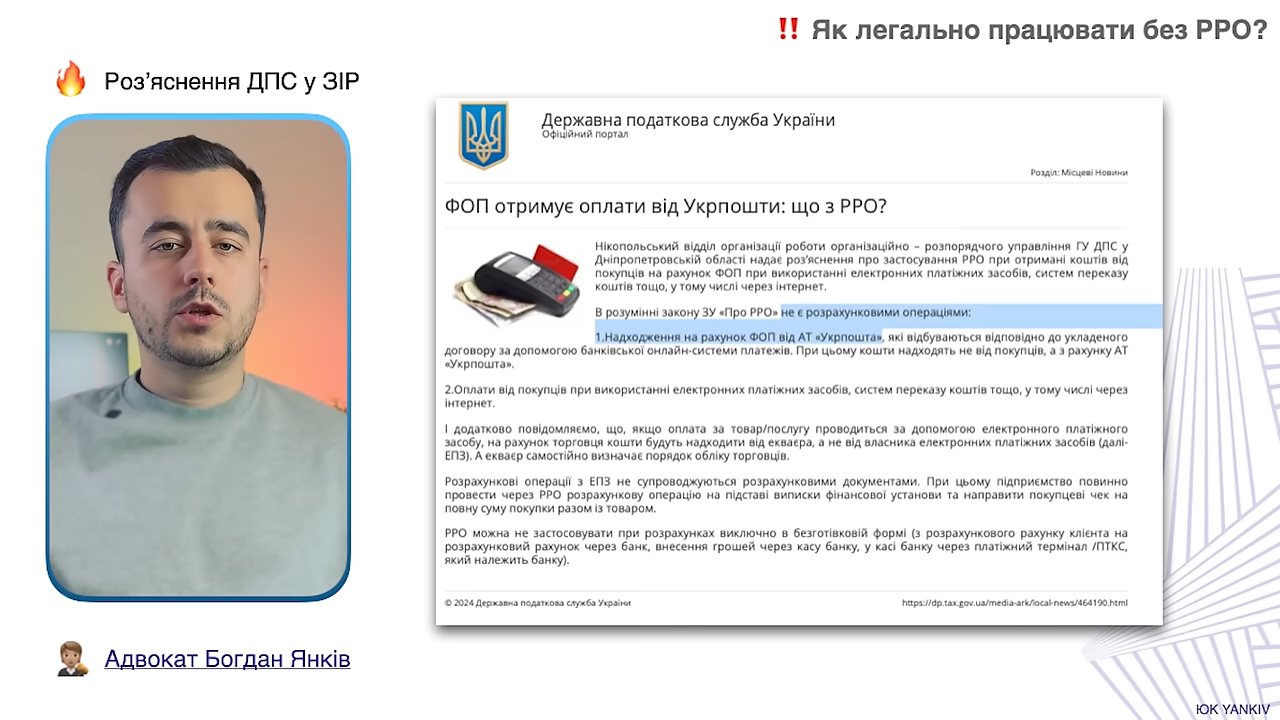 ‼ Як легально працювати без РРО?
🔥 Роз’яснення ДПС у ЗІР
Державна податкова служба України
Офіційний портал
Розділ: Місцеві Новини
ФОП отримує оплати від Укрпошти: що з РРО?
Нікопольський відділ організації роботи організаційно – розпорядчого управління ГУ ДПС у
Дніпропетровській області надає роз’яснення про застосування РРО при отримані коштів від
покупців на рахунок ФОП при використанні електронних платіжних засобів, систем переказу
коштів тощо, у тому числі через інтернет.
В розумінні закону ЗУ «Про РРО» не є розрахунковими операціями:
1.Надходження на рахунок ФОП від АТ «Укрпошта», які відбуваються відповідно до укладеного
договору за допомогою банківської онлайн-системи платежів. При цьому кошти надходять не від покупців, а з рахунку АТ
«Укрпошта».
2.Оплати від покупців при використанні електронних платіжних засобів, систем переказу коштів тощо, у тому числі через
інтернет.
І додатково повідомляємо, що, якщо оплата за товар/послугу проводиться за допомогою електронного платіжного
засобу, на рахунок торговця кошти будуть надходити від екваєра, а не від власника електронних платіжних засобів (далі-
ЕПЗ). А екваєр самостійно визначає порядок обліку торговців.
Розрахункові операції з ЕПЗ не супроводжуються розрахунковими документами. При цьому підприємство повинно
провести через РРО розрахункову операцію на підставі виписки фінансової установи та направити покупцеві чек на
повну суму покупки разом із товаром.
РРО можна не застосовувати при розрахунках виключно в безготівковій формі (з розрахункового рахунку клієнта на
розрахунковий рахунок через банк, внесення грошей через касу банку, у касі банку через платіжний термінал /ПТКС,
який належить банку).
© 2024 Державна податкова служба України
https://dp.tax.gov.ua/media-ark/local-news/464190.html
Адвокат Богдан Янків
ЮК YANKIV